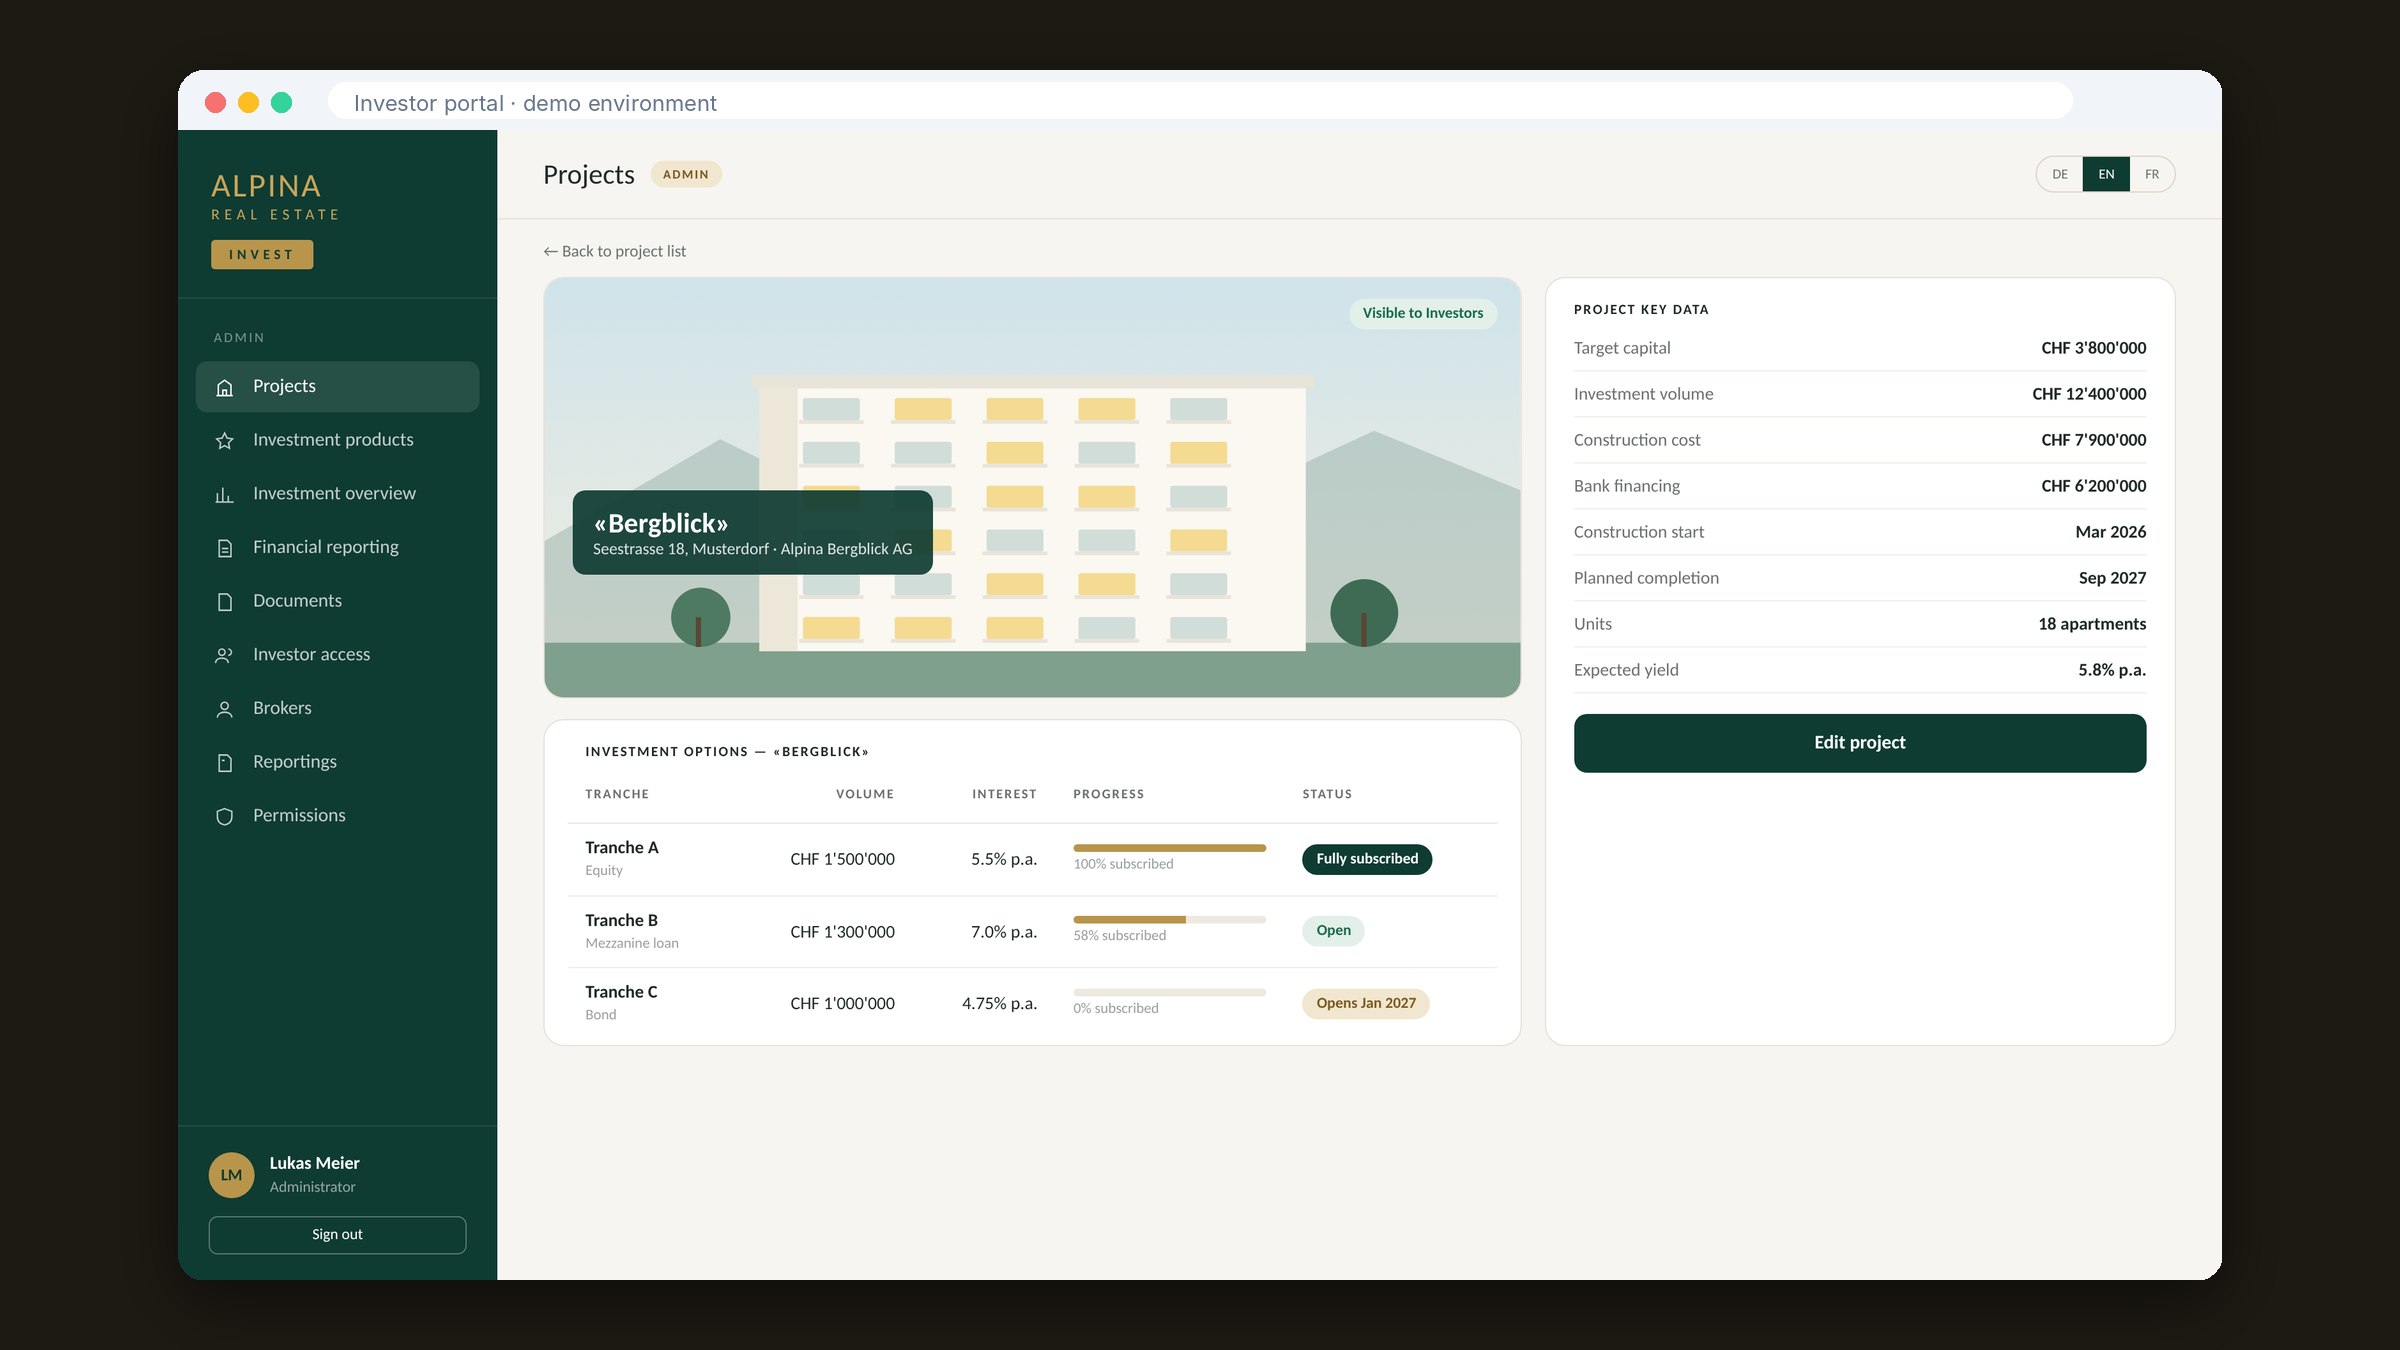 Investor portal · demo environment
ALPINA
REAL ESTATE
INVEST
ADMIN
Projects
Investment products
Investment overview
Financial reporting
Documents
Investor access
Brokers
Reportings
Permissions
LM
Lukas Meier
Administrator
Sign out
Projects ADMIN
DE EN FR
← Back to project list
Visible to Investors
«Bergblick»
Seestrasse 18, Musterdorf · Alpina Bergblick AG
INVESTMENT OPTIONS — «BERGBLICK»
TRANCHE VOLUME INTEREST PROGRESS STATUS
Tranche A
Equity
CHF 1'500'000 5.5% p.a. 100% subscribed Fully subscribed
Tranche B
Mezzanine loan
CHF 1'300'000 7.0% p.a. 58% subscribed Open
Tranche C
Bond
CHF 1'000'000 4.75% p.a. 0% subscribed Opens Jan 2027
PROJECT KEY DATA
Target capital CHF 3'800'000
Investment volume CHF 12'400'000
Construction cost CHF 7'900'000
Bank financing CHF 6'200'000
Construction start Mar 2026
Planned completion Sep 2027
Units 18 apartments
Expected yield 5.8% p.a.
Edit project